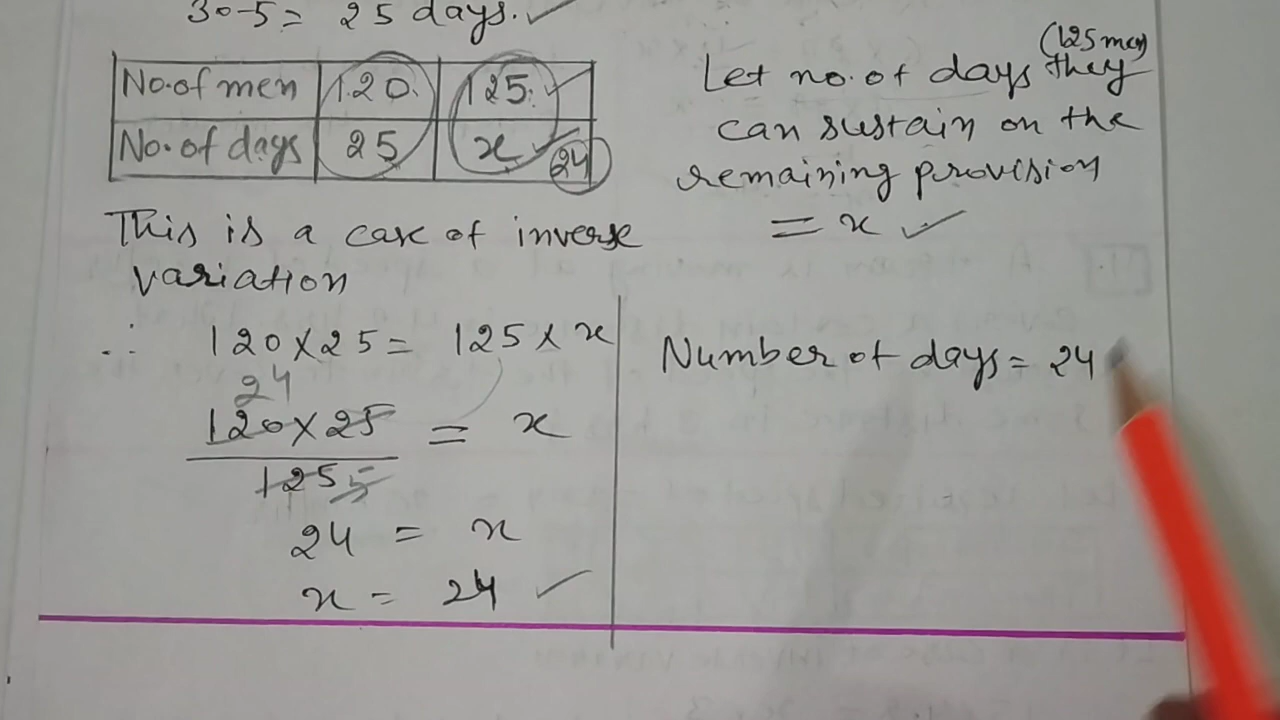 30-5= 25 days. ✓
No. of men 120. 125. ✓
No. of days 25 x ✓ 24
This is a case of inverse
variation
∴ 120×25= 125×x
24
120×25 = x
125 5
24 = x
x = 24 ✓
(125 men)
Let no. of days they
can sustain on the
remaining provision
= x ✓
Number of days = 24